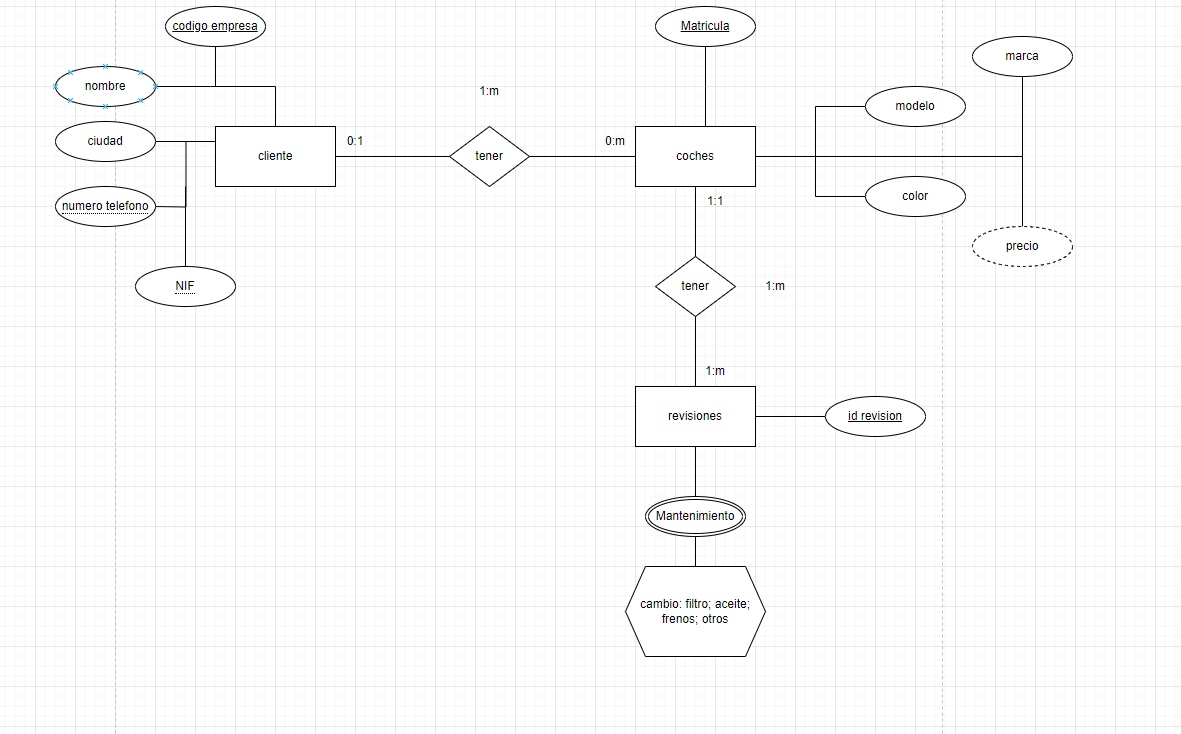 codigo empresa
Matricula
marca
nombre
1:m
modelo
ciudad
0:1
0:m
cliente
tener
coches
numero telefono
1:1
color
precio
NIF
tener
1:m
1:m
revisiones
id revision
Mantenimiento
cambio: filtro; aceite;
frenos; otros